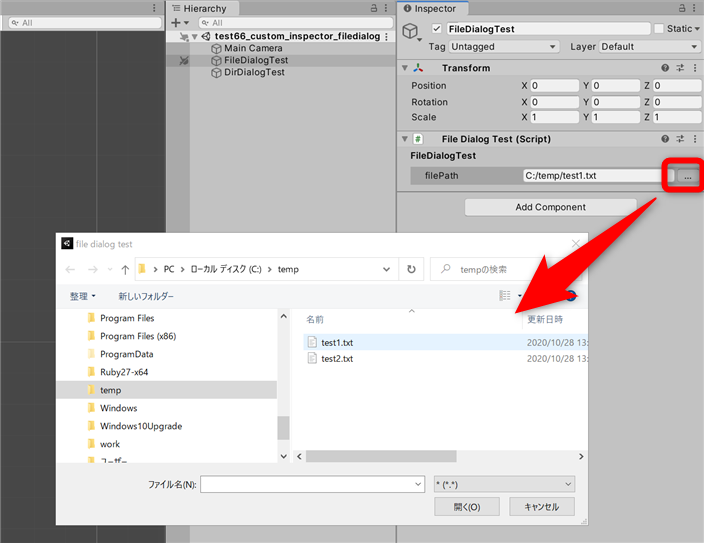 Hierarchy
Inspector
All
All
test66_custom_inspector_filedialog
Main Camera
FileDialogTest
DirDialogTest
FileDialogTest
Static
Tag Untagged Layer Default
Transform
Position X 0 Y 0 Z 0
Rotation X 0 Y 0 Z 0
Scale X 1 Y 1 Z 1
# File Dialog Test (Script)
FileDialogTest
filePath C:/temp/test1.txt ...
Add Component
file dialog test
PC > ローカル ディスク (C:) > temp
tempの検索
整理
新しいフォルダー
Program Files
Program Files (x86)
ProgramData
Ruby27-x64
temp
Windows
Windows10Upgrade
work
ユーザー
名前 更新日時
test1.txt 2020/10/28 13:
test2.txt 2020/10/28 13:
ファイル名(N):
* (*.*)
開く(O)
キャンセル